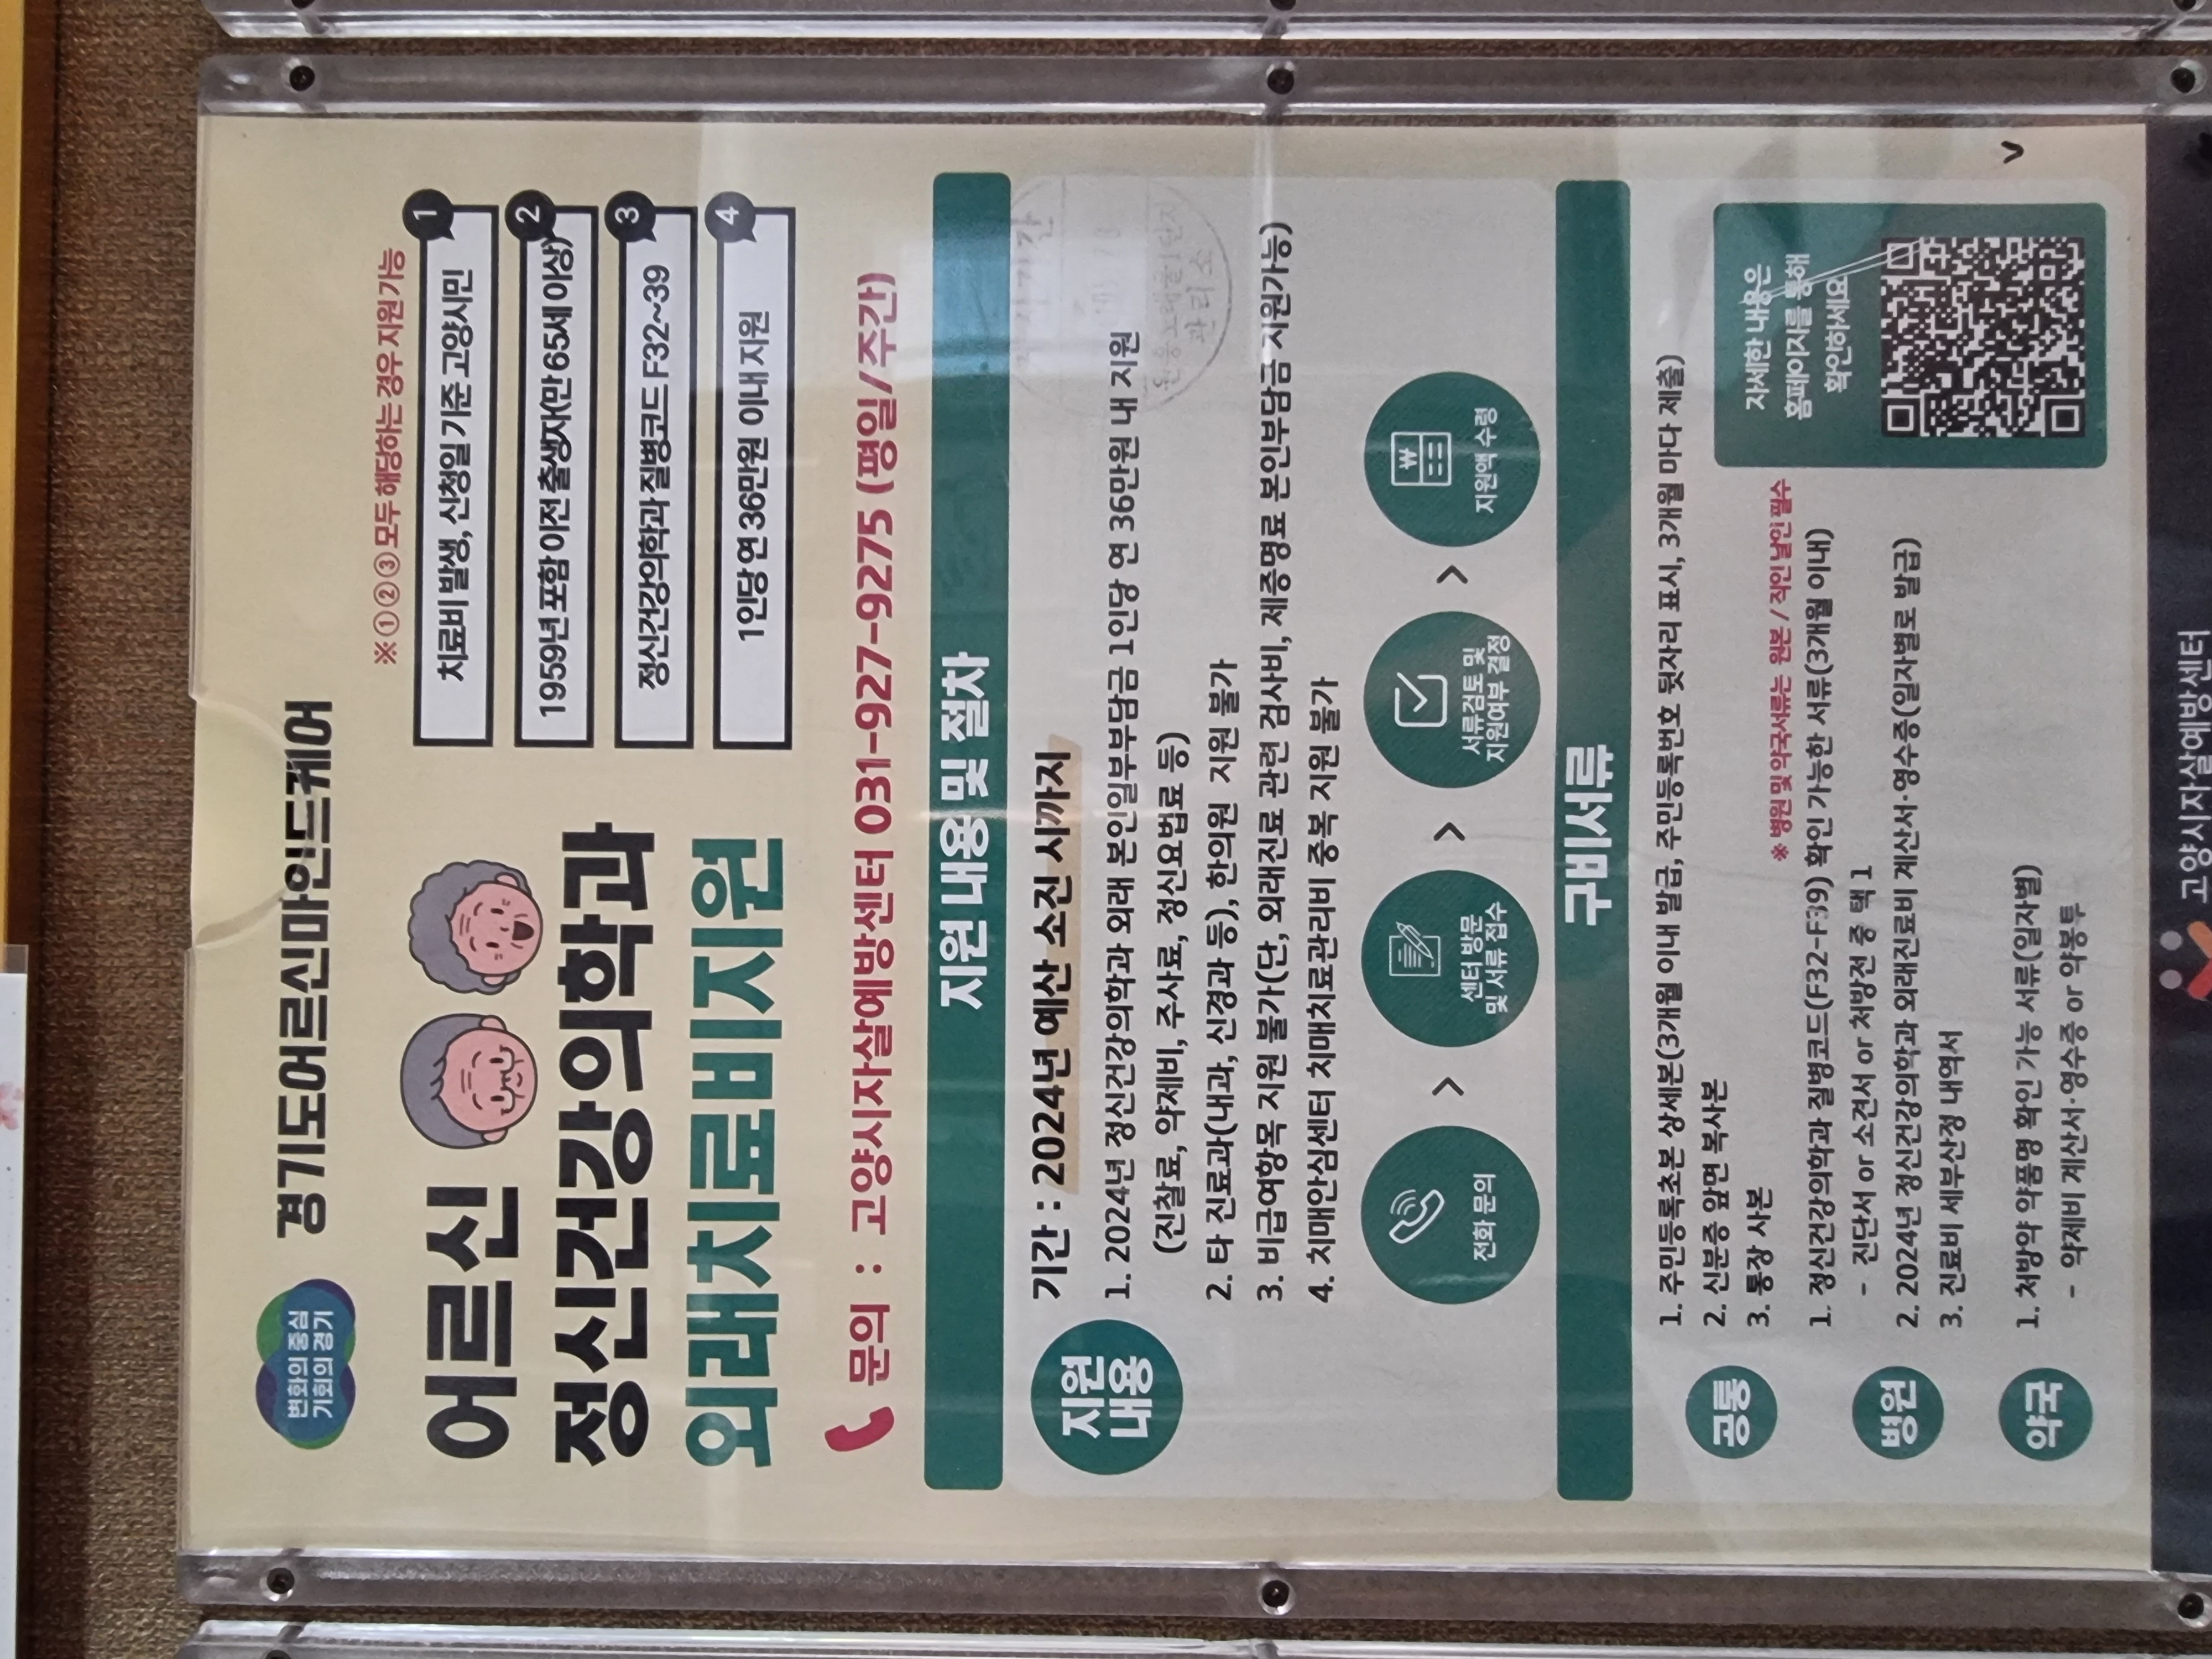 변화의 중심
기회의 경기
경기도어르신마인드케어
어르신
정신건강의학과
외래치료비지원
※①②③모두 해당하는 경우 지원 가능
1
치료비 발생, 신청일 기준 고양시민
2
1959년 포함 이전 출생자(만 65세 이상)
3
정신건강의학과 질병코드 F32~39
4
1인당 연 36만원 이내 지원
문의 : 고양시자살예방센터 031-927-9275 (평일/주간)
지원 내용 및 절차
지원
내용
기간 : 2024년 예산 소진 시까지
1. 2024년 정신건강의학과 외래 본인일부부담금 1인당 연 36만원 내 지원
(진찰료, 약제비, 주사료, 정신요법료 등)
2. 타 진료과(내과, 신경과 등), 한의원 지원 불가
3. 비급여항목 지원 불가(단, 외래진료 관련 검사비, 제증명료 본인부담금 지원가능)
4. 치매안심센터 치매치료관리비 중복 지원 불가
전화 문의
>
센터 방문
및 서류 접수
>
서류검토 및
지원여부 결정
>
₩
지원액 수령
관리소
구비서류
공통
1. 주민등록초본 상세본(3개월 이내 발급, 주민등록번호 뒷자리 표시, 3개월 마다 제출)
2. 신분증 앞면 복사본
3. 통장 사본
※ 병원 및 약국서류는 원본 / 직인 날인 필수
병원
1. 정신건강의학과 질병코드(F32-F39) 확인 가능한 서류(3개월 이내)
- 진단서 or 소견서 or 처방전 중 택 1
2. 2024년 정신건강의학과 외래진료비 계산서·영수증(일자별로 발급)
3. 진료비 세부산정 내역서
약국
1. 처방약 약품명 확인 가능 서류(일자별)
- 약제비 계산서·영수증 or 약봉투
자세한 내용은
홈페이지를 통해
확인하세요
고양시자살예방센터